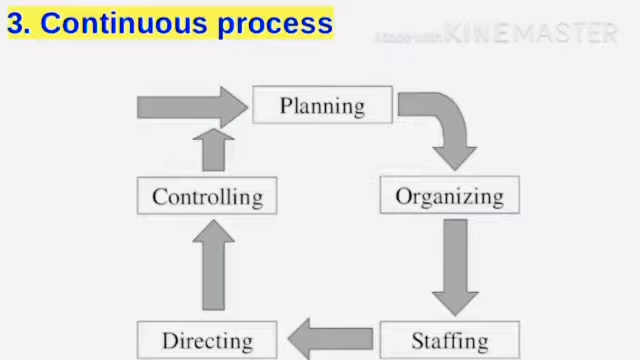 3. Continuous process
Made with KINEMASTER
Planning
Controlling
Organizing
Directing
Staffing